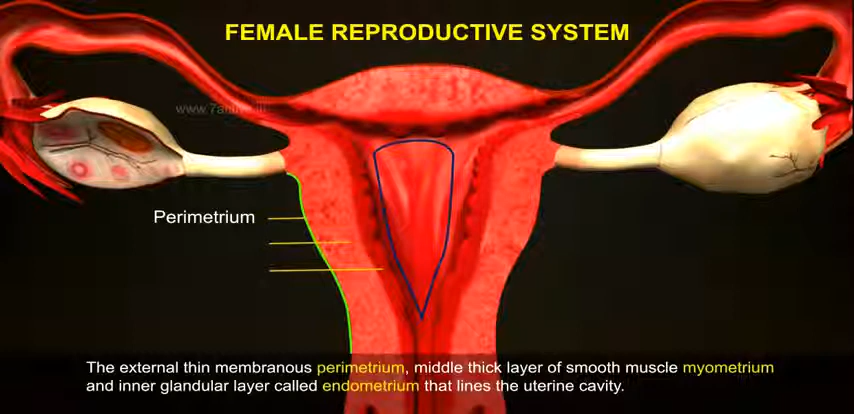 FEMALE REPRODUCTIVE SYSTEM
Perimetrium
The external thin membranous perimetrium, middle thick layer of smooth muscle myometrium
and inner glandular layer called endometrium that lines the uterine cavity.